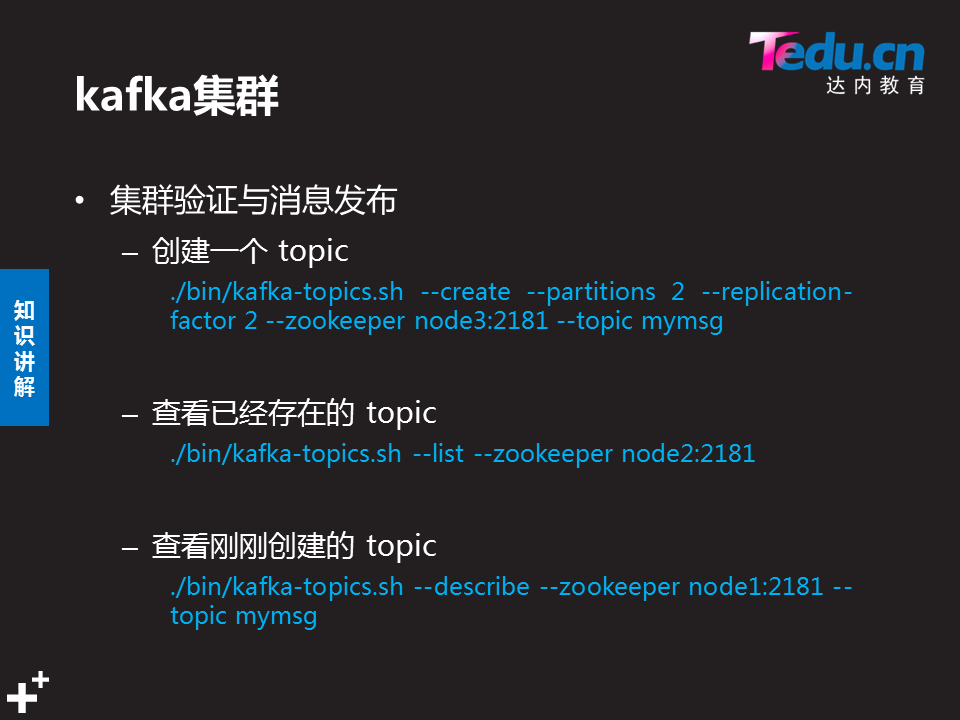 Tedu.cn
达内教育
kafka集群
• 集群验证与消息发布
– 创建一个 topic
./bin/kafka-topics.sh --create --partitions 2 --replication-
factor 2 --zookeeper node3:2181 --topic mymsg
知识讲解
– 查看已经存在的 topic
./bin/kafka-topics.sh --list --zookeeper node2:2181
– 查看刚刚创建的 topic
./bin/kafka-topics.sh --describe --zookeeper node1:2181 --
topic mymsg